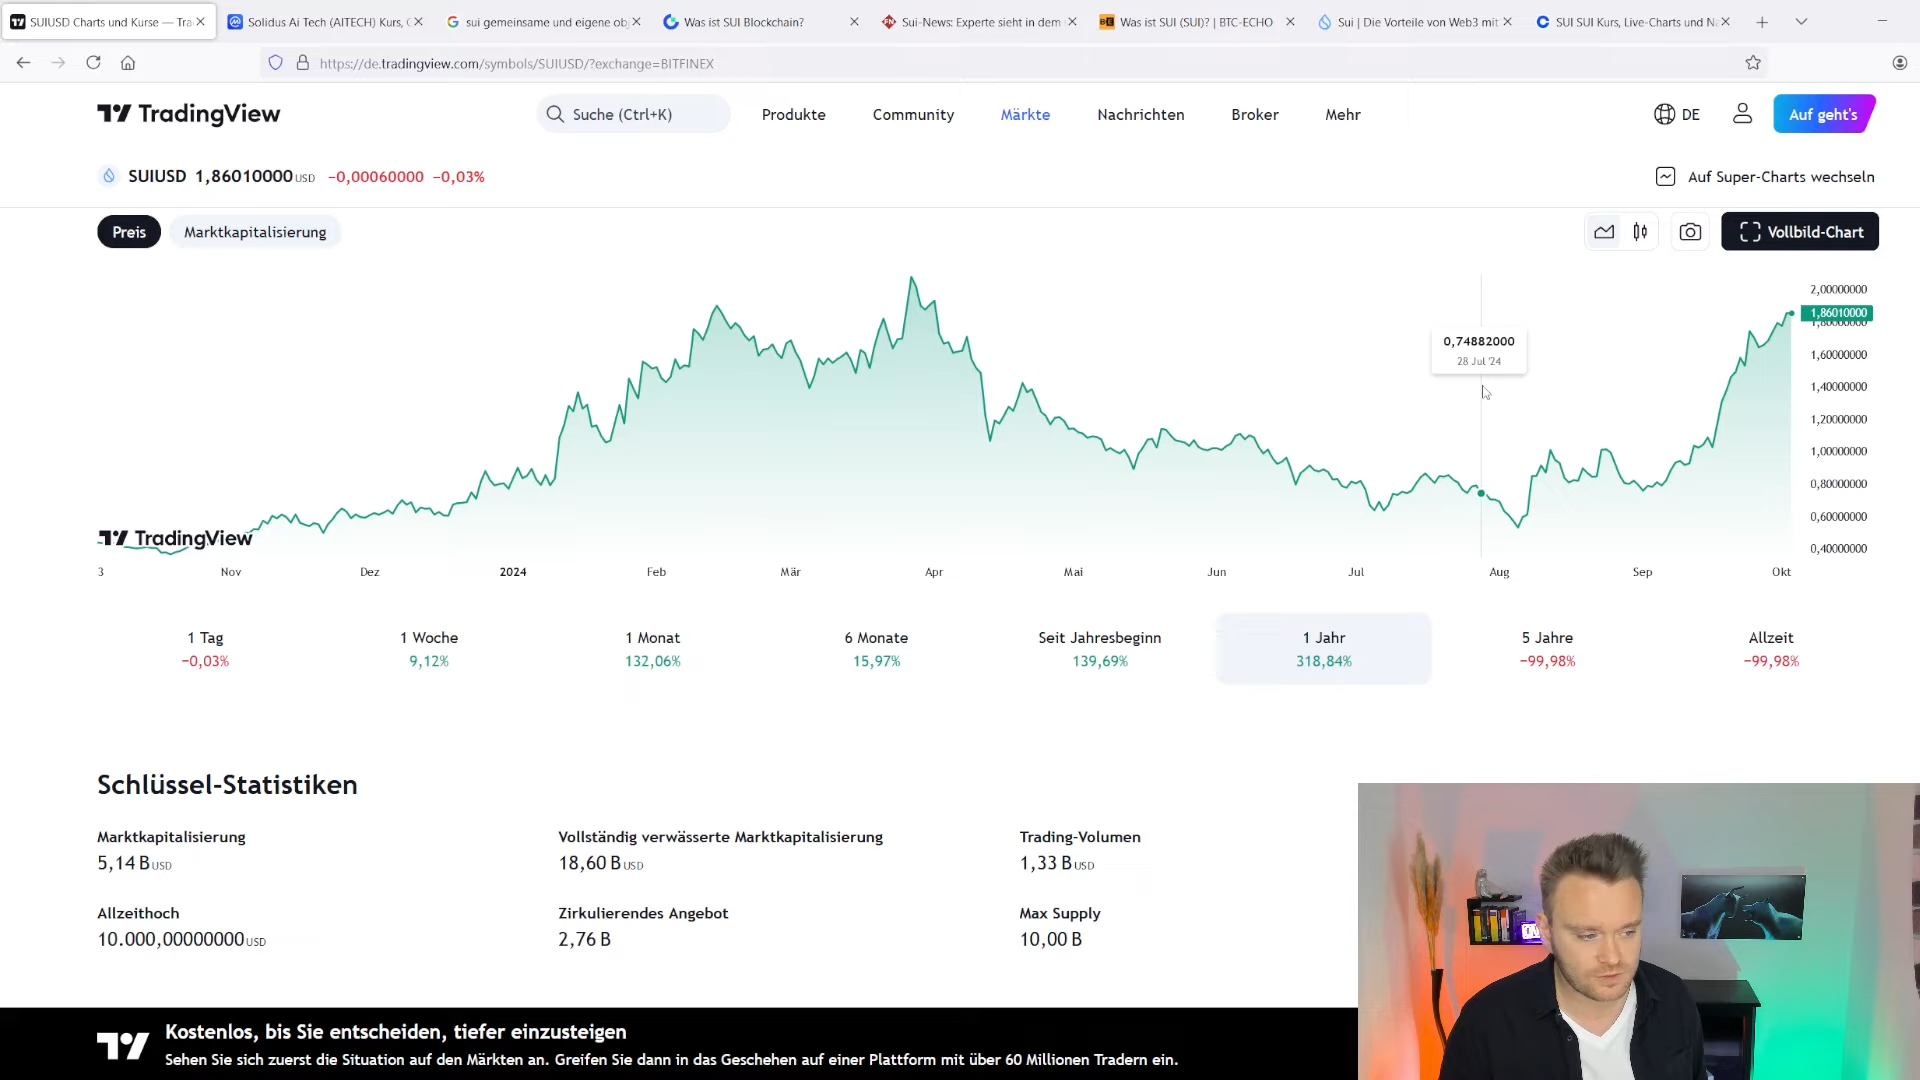 SUIUSD Charts und Kurse — Tra
Solidus Ai Tech (AITECH) Kurs,
sui gemeinsame und eigene ob
Was ist SUI Blockchain?
Sui-News: Experte sieht in dem
Was ist SUI (SUI)? | BTC-ECHO
Sui | Die Vorteile von Web3 mit
SUI SUI Kurs, Live-Charts und Na
https://de.tradingview.com/symbols/SUIUSD/?exchange=BITFINEX
TradingView
Suche (Ctrl+K)
Produkte
Community
Märkte
Nachrichten
Broker
Mehr
DE
Auf geht's
SUIUSD 1,86010000 USD −0,00060000 −0,03%
Auf Super-Charts wechseln
Preis
Marktkapitalisierung
Vollbild-Chart
2,00000000
1,86010000
1,80000000
1,60000000
1,40000000
1,20000000
1,00000000
0,80000000
0,60000000
0,40000000
0,74882000
28 Jul '24
TradingView
3
Nov
Dez
2024
Feb
Mär
Apr
Mai
Jun
Jul
Aug
Sep
Okt
1 Tag
−0,03%
1 Woche
9,12%
1 Monat
132,06%
6 Monate
15,97%
Seit Jahresbeginn
139,69%
1 Jahr
318,84%
5 Jahre
−99,98%
Allzeit
−99,98%
Schlüssel-Statistiken
Marktkapitalisierung
5,14 B USD
Vollständig verwässerte Marktkapitalisierung
18,60 B USD
Trading-Volumen
1,33 B USD
Allzeithoch
10.000,00000000 USD
Zirkulierendes Angebot
2,76 B
Max Supply
10,00 B
Kostenlos, bis Sie entscheiden, tiefer einzusteigen
Sehen Sie sich zuerst die Situation auf den Märkten an. Greifen Sie dann in das Geschehen auf einer Plattform mit über 60 Millionen Tradern ein.